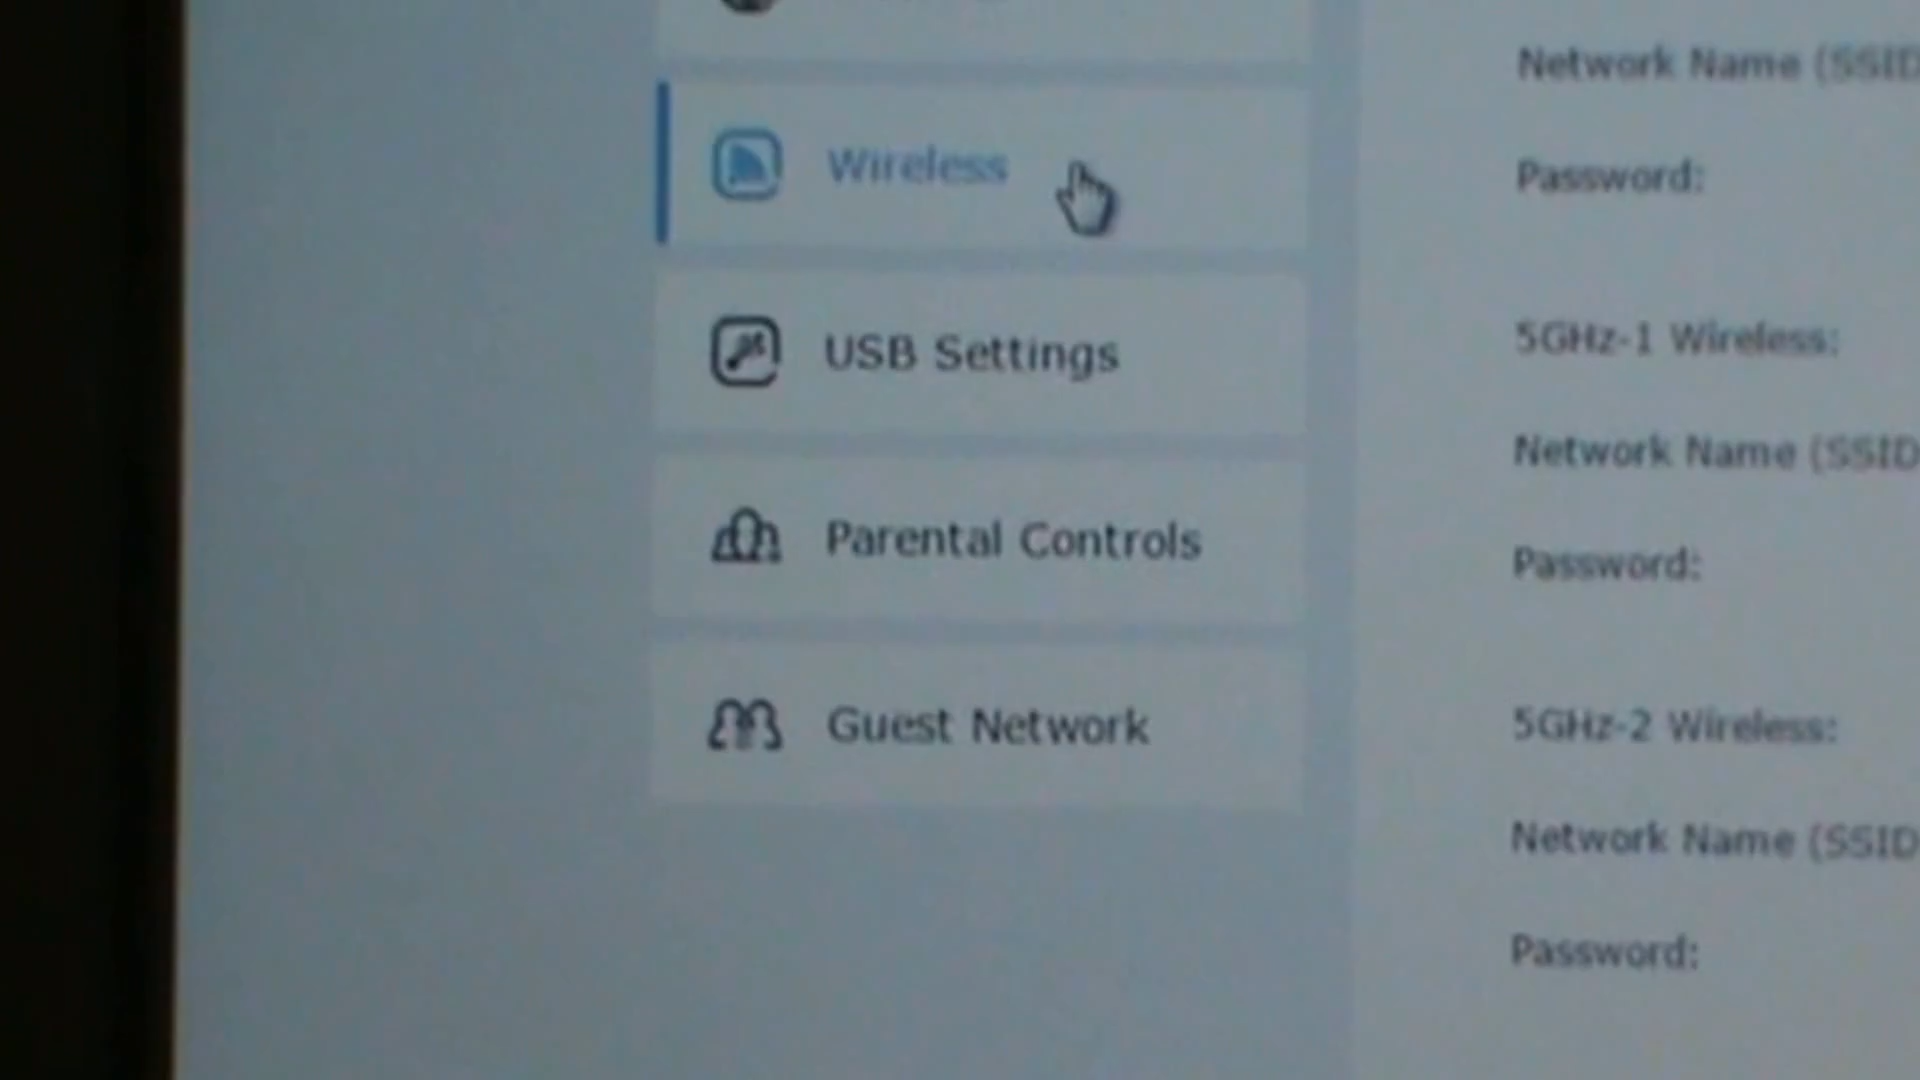 Wireless
USB Settings
Parental Controls
Guest Network
Network Name (SSID
Password:
5GHz-1 Wireless:
Network Name (SSID
Password:
5GHz-2 Wireless:
Network Name (SSID
Password: